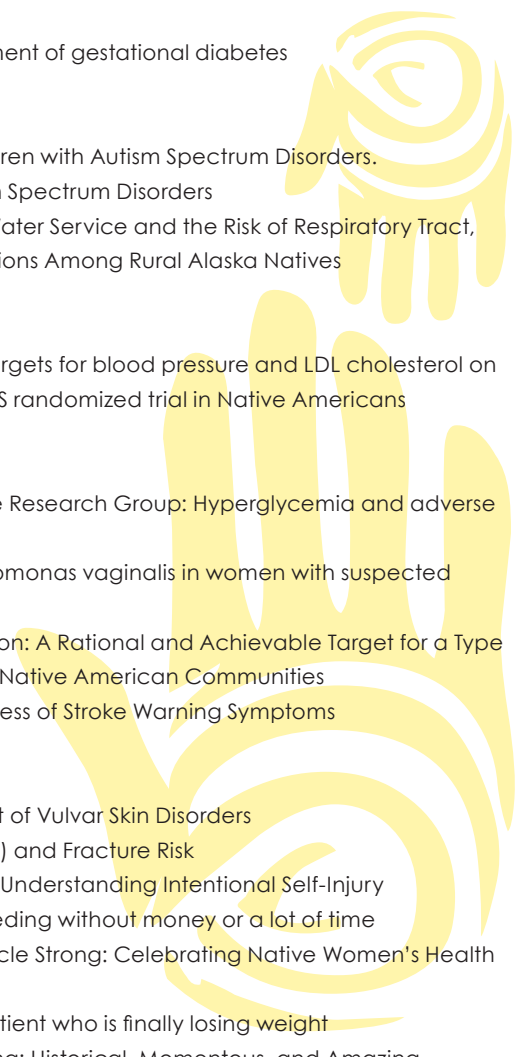 ment of gestational diabetes
ren with Autism Spectrum Disorders.
Spectrum Disorders
ater Service and the Risk of Respiratory Tract,
ions Among Rural Alaska Natives
rgets for blood pressure and LDL cholesterol on
S randomized trial in Native Americans
e Research Group: Hyperglycemia and adverse
omonas vaginalis in women with suspected
on: A Rational and Achievable Target for a Type
Native American Communities
ess of Stroke Warning Symptoms
t of Vulvar Skin Disorders
) and Fracture Risk
Understanding Intentional Self-Injury
eding without money or a lot of time
cle Strong: Celebrating Native Women's Health
tient who is finally losing weight
Historical, Momentous, and Amazing